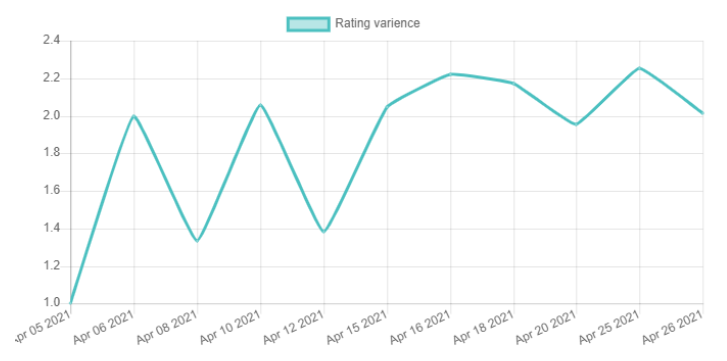 Rating varience
2.4
2.2
2.0
1.8
1.6
1.4
1.2
1.0
05 2021
Apr 06 2021
Apr 08 2021
Apr 10 2021
Apr 12 2021
Apr 15 2021
Apr 16 2021
Apr 18 2021
Apr 20 2021
Apr 25 2021
Apr 26 2021